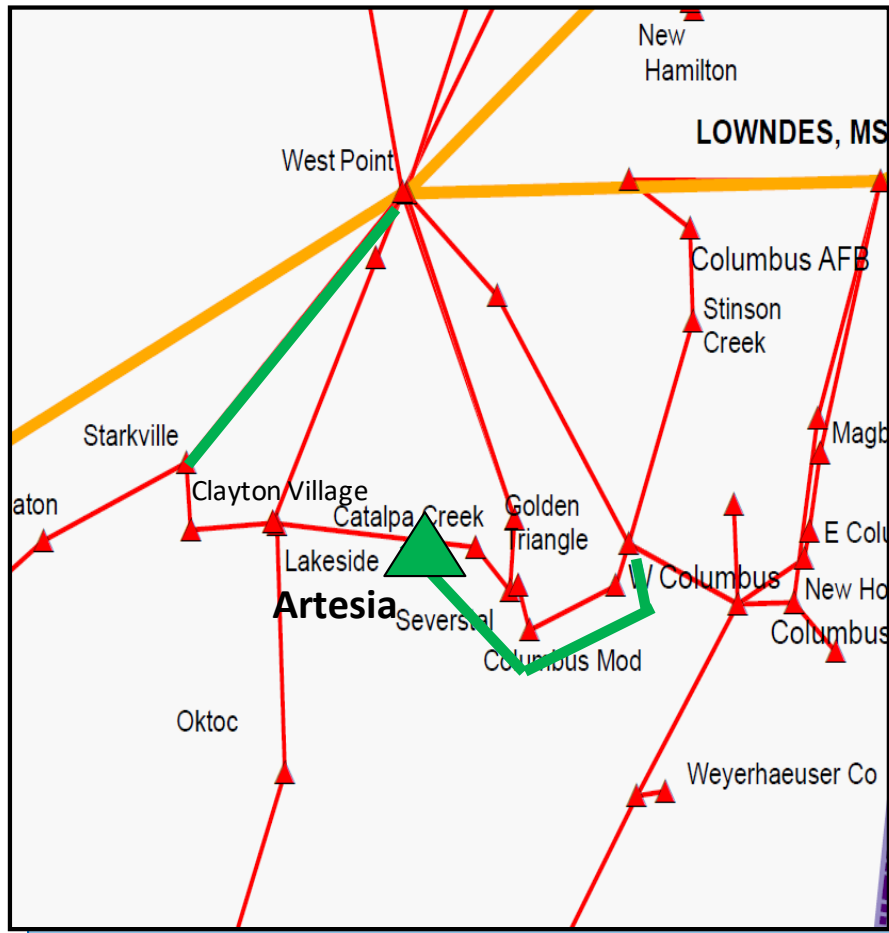 New
Hamilton
LOWNDES, MS
West Point
Columbus AFB
Stinson
Creek
Starkville
Magb
Clayton Village
aton
Catalpa Creek
Golden
Triangle
E Colu
Lakeside
W Columbus
New Ho
Artesia
Severstal
Columbus
Columbus Mod
Oktoc
Weyerhaeuser Co